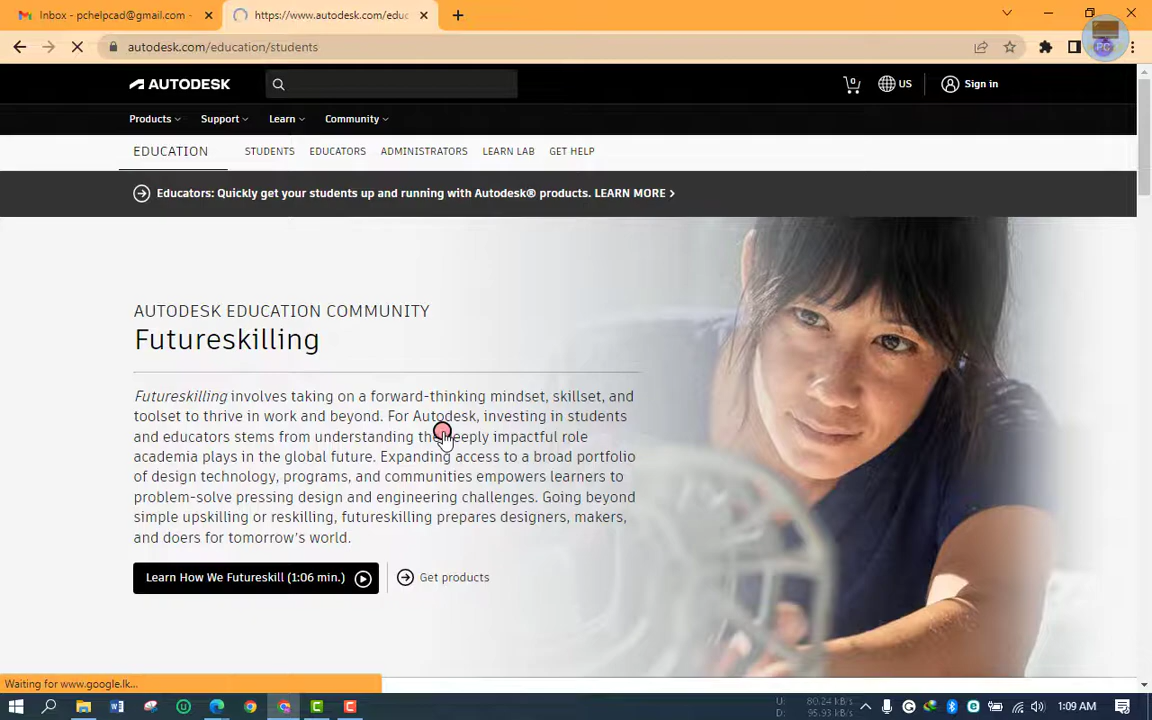 Inbox - pchelpcad@gmail.com -
https://www.autodesk.com/educ
autodesk.com/education/students
PC
AUTODESK
0
US
Sign in
Products
Support
Learn
Community
EDUCATION
STUDENTS
EDUCATORS
ADMINISTRATORS
LEARN LAB
GET HELP
Educators: Quickly get your students up and running with Autodesk® products. LEARN MORE >
AUTODESK EDUCATION COMMUNITY
Futureskilling
Futureskilling involves taking on a forward-thinking mindset, skillset, and
toolset to thrive in work and beyond. For Autodesk, investing in students
and educators stems from understanding the deeply impactful role
academia plays in the global future. Expanding access to a broad portfolio
of design technology, programs, and communities empowers learners to
problem-solve pressing design and engineering challenges. Going beyond
simple upskilling or reskilling, futureskilling prepares designers, makers,
and doers for tomorrow's world.
Learn How We Futureskill (1:06 min.)
Get products
Waiting for www.google.lk...
U: 80.24 kB/s
D: 95.93 kB/s
1:09 AM